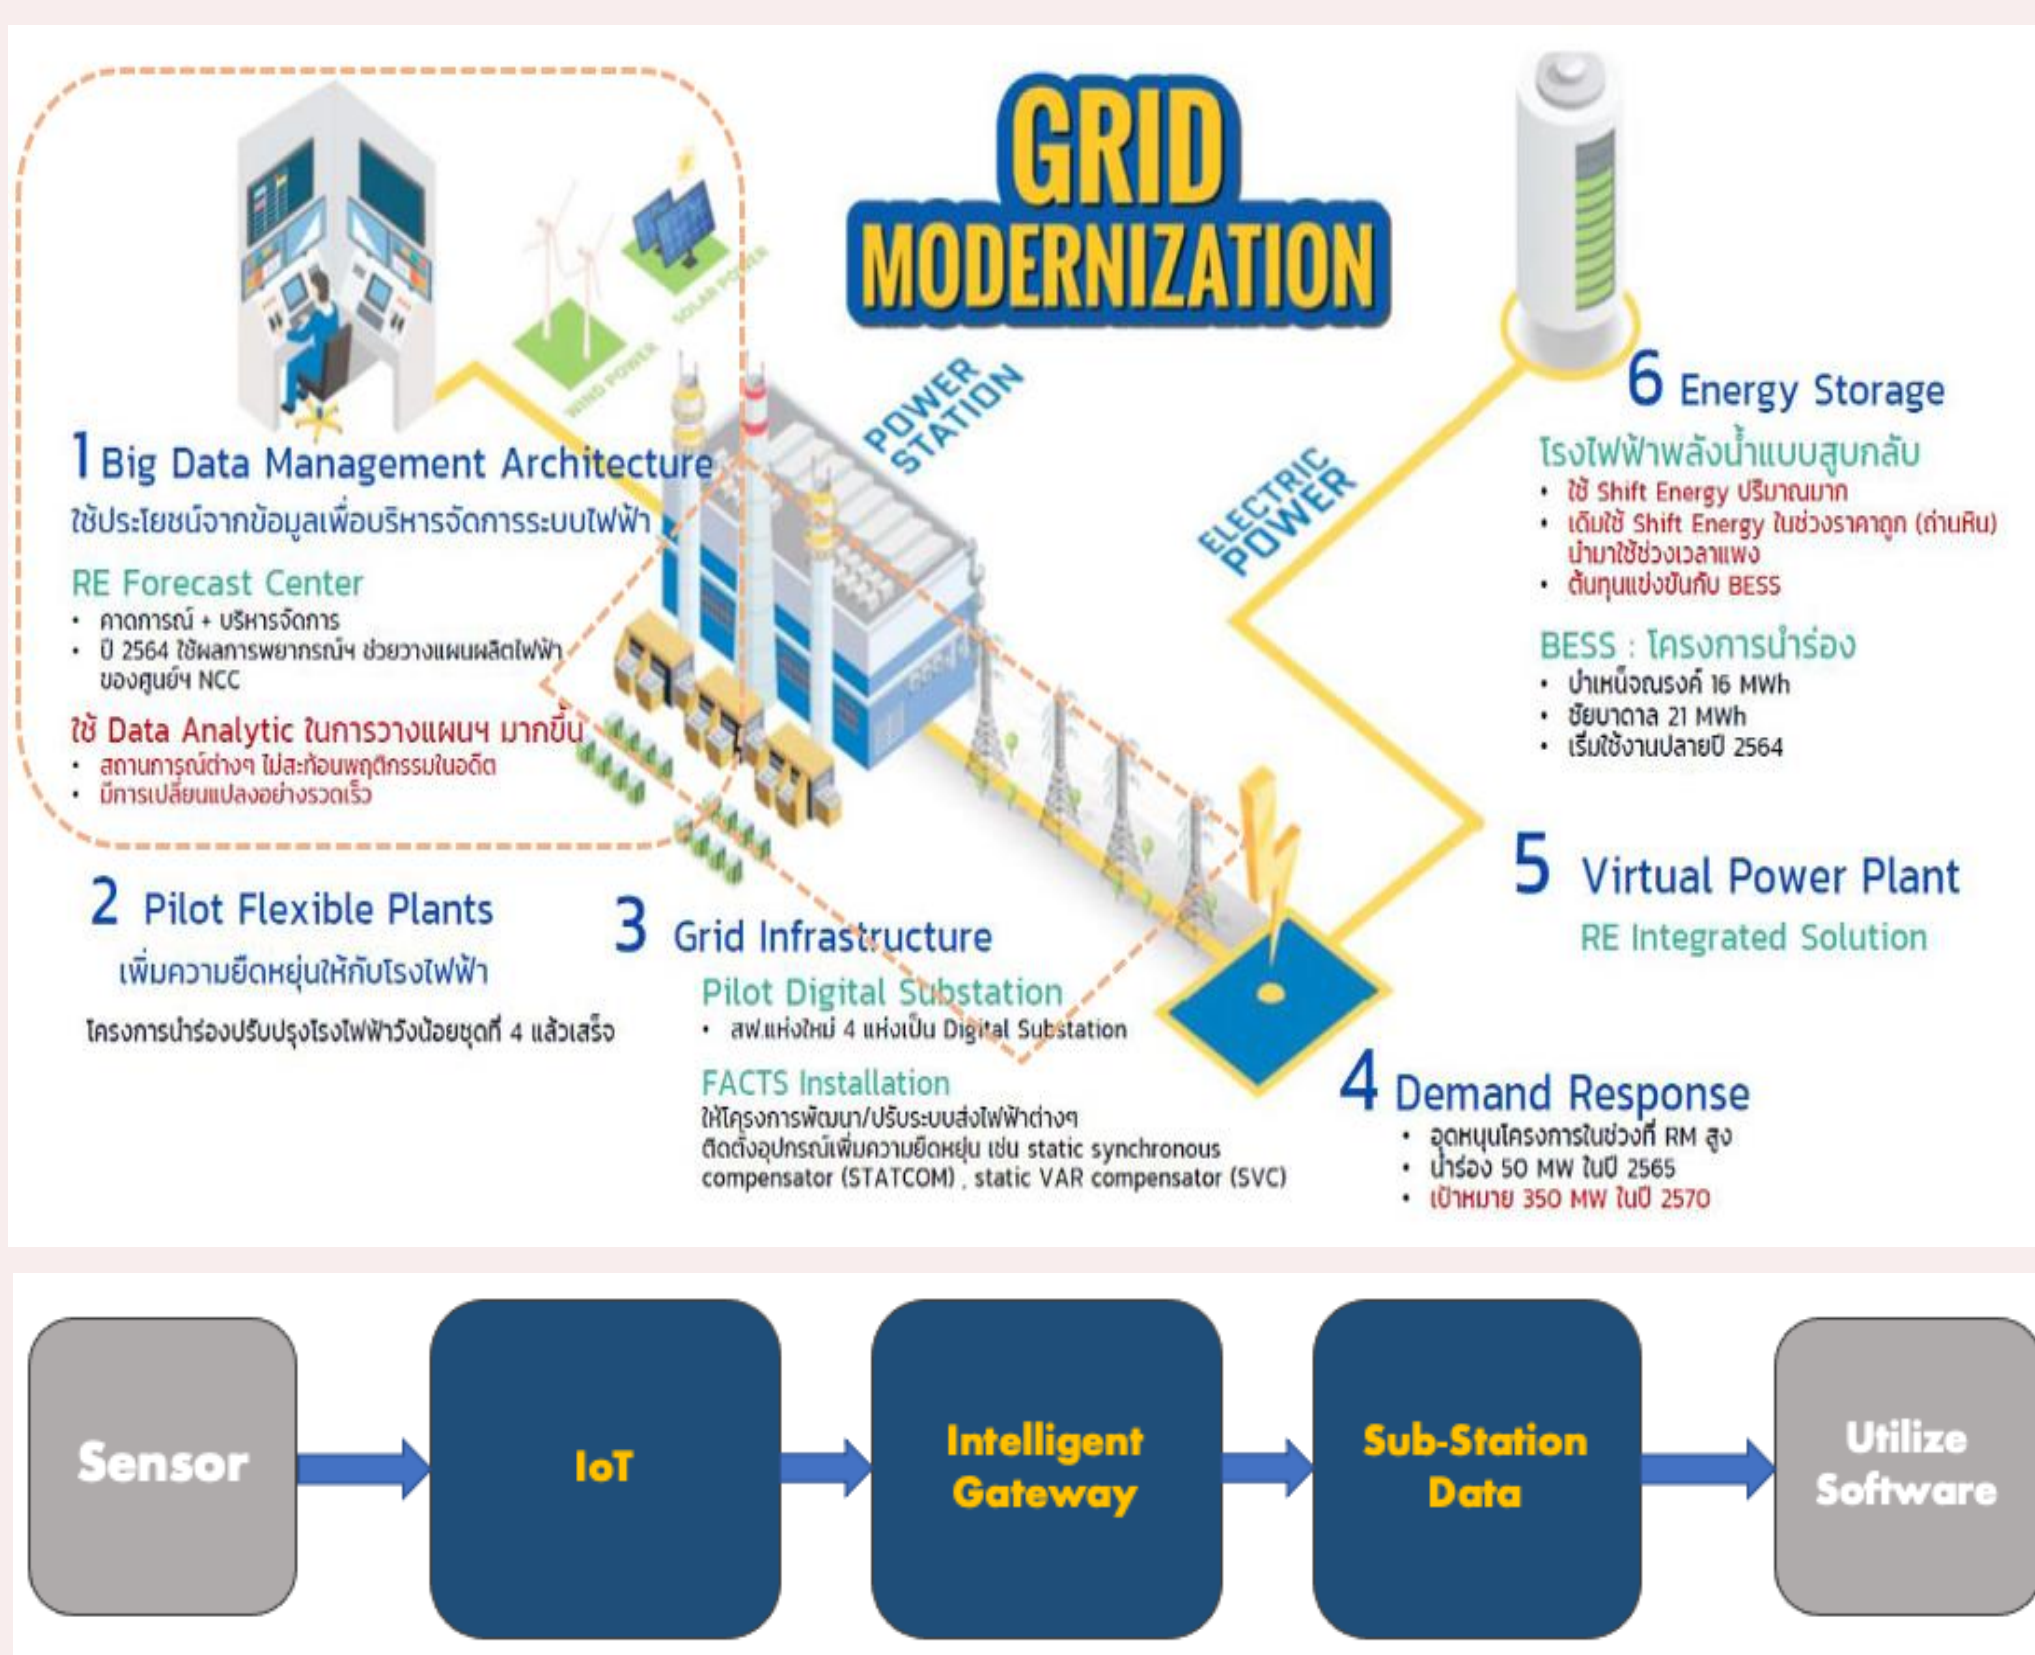 GRID
MODERNIZATION
WIND POWER
SOLAR POWER
POWER
STATION
ELECTRIC
POWER
1 Big Data Management Architecture
ใช้ประโยชน์จากข้อมูลเพื่อบริหารจัดการระบบไฟฟ้า
RE Forecast Center
• คาดการณ์ + บริหารจัดการ
• ปี 2564 ใช้ผลการพยากรณ์ฯ ช่วยวางแผนผลิตไฟฟ้า
ของศูนย์ฯ NCC
ใช้ Data Analytic ในการวางแผนฯ มากขึ้น
• สถานการณ์ต่างๆ ไม่สะท้อนพฤติกรรมในอดีต
• มีการเปลี่ยนแปลงอย่างรวดเร็ว
2 Pilot Flexible Plants
เพิ่มความยืดหยุ่นให้กับโรงไฟฟ้า
โครงการนำร่องปรับปรุงโรงไฟฟ้าวังน้อยชุดที่ 4 แล้วเสร็จ
3 Grid Infrastructure
Pilot Digital Substation
• สฟ.แห่งใหม่ 4 แห่งเป็น Digital Substation
FACTS Installation
ให้โครงการพัฒนา/ปรับระบบส่งไฟฟ้าต่างๆ
ติดตั้งอุปกรณ์เพิ่มความยืดหยุ่น เช่น static synchronous
compensator (STATCOM) , static VAR compensator (SVC)
4 Demand Response
• อุดหนุนโครงการในช่วงที่ RM สูง
• นำร่อง 50 MW ในปี 2565
• เป้าหมาย 350 MW ในปี 2570
5 Virtual Power Plant
RE Integrated Solution
6 Energy Storage
โรงไฟฟ้าพลังน้ำแบบสูบกลับ
• ใช้ Shift Energy ปริมาณมาก
• เดิมใช้ Shift Energy ในช่วงราคาถูก (ถ่านหิน)
นำมาใช้ช่วงเวลาแพง
• ต้นทุนแข่งขันกับ BESS
BESS : โครงการนำร่อง
• บำเหน็จณรงค์ 16 MWh
• ชัยบาดาล 21 MWh
• เริ่มใช้งานปลายปี 2564
Sensor
IoT
Intelligent
Gateway
Sub-Station
Data
Utilize
Software